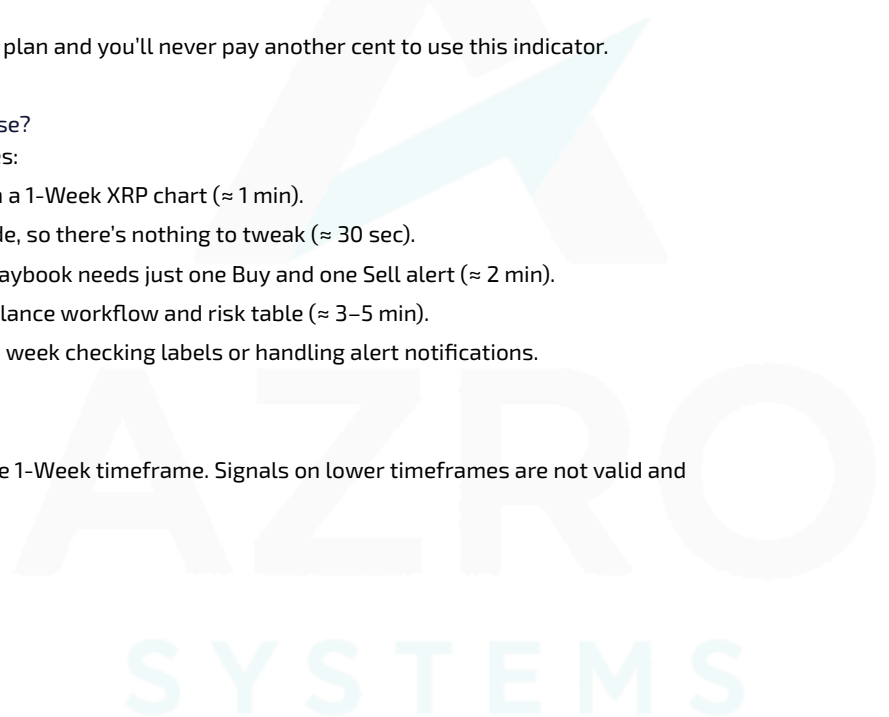 plan and you’ll never pay another cent to use this indicator.
se?
s:
a 1-Week XRP chart (≈ 1 min).
de, so there’s nothing to tweak (≈ 30 sec).
aybook needs just one Buy and one Sell alert (≈ 2 min).
lance workflow and risk table (≈ 3–5 min).
week checking labels or handling alert notifications.
e 1-Week timeframe. Signals on lower timeframes are not valid and
AZRO
SYSTEMS